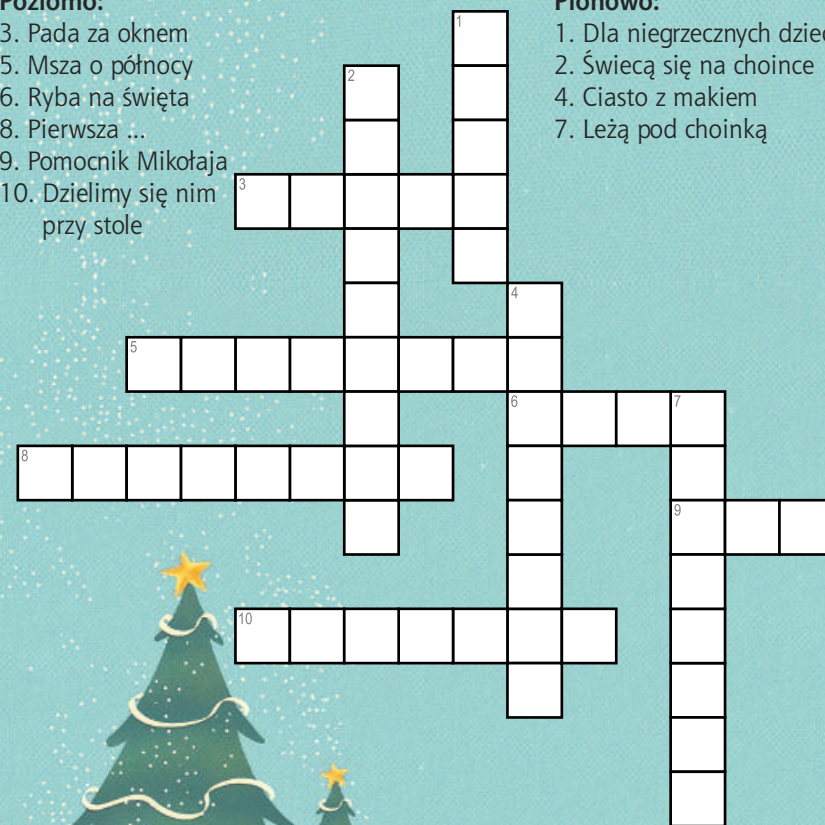 Poziomo:
3. Pada za oknem
5. Msza o północy
6. Ryba na święta
8. Pierwsza ...
9. Pomocnik Mikołaja
10. Dzielimy się nim
przy stole
Pionowo:
1. Dla niegrzecznych dziec
2. Świecą się na choince
4. Ciasto z makiem
7. Leżą pod choinką
1
2
3
4
5
6
7
8
9
10